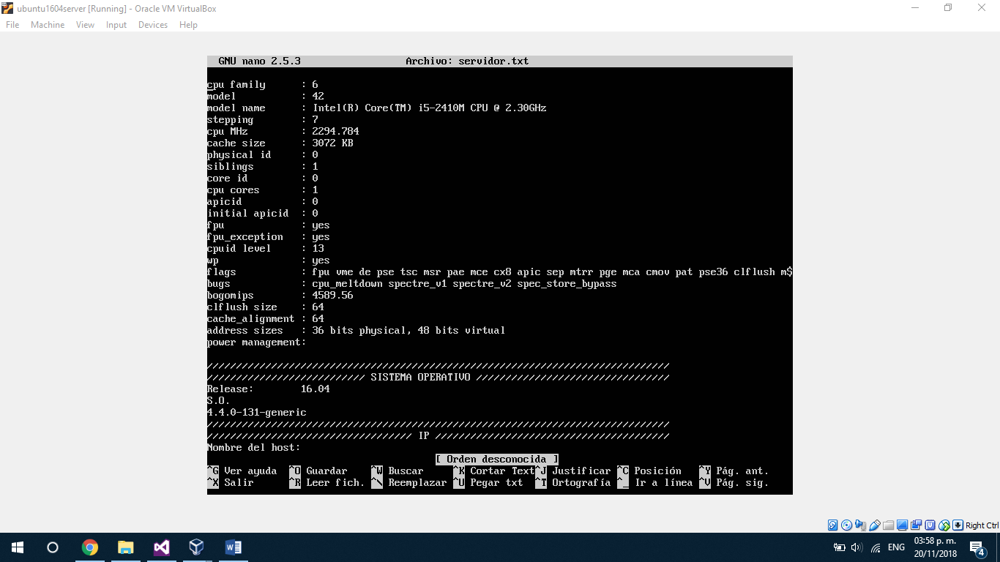 ubuntu1604server [Running] - Oracle VM VirtualBox
File Machine View Input Devices Help
GNU nano 2.5.3 Archivo: servidor.txt
cpu family : 6
model : 42
model name : Intel(R) Core(TM) i5-2410M CPU @ 2.30GHz
stepping : 7
cpu MHz : 2294.784
cache size : 3072 KB
physical id : 0
siblings : 1
core id : 0
cpu cores : 1
apicid : 0
initial apicid : 0
fpu : yes
fpu_exception : yes
cpuid level : 13
wp : yes
flags : fpu vme de pse tsc msr pae mce cx8 apic sep mtrr pge mca cmov pat pse36 clflush m$
bugs : cpu_meltdown spectre_v1 spectre_v2 spec_store_bypass
bogomips : 4589.56
clflush size : 64
cache_alignment : 64
address sizes : 36 bits physical, 48 bits virtual
power management:
///////////////////////////////////////////////////////////////////////////////
/////////////////////////// SISTEMA OPERATIVO /////////////////////////////////
Release: 16.04
S.O.
4.4.0-131-generic
///////////////////////////////////////////////////////////////////////////////
/////////////////////////////////// IP ////////////////////////////////////////
Nombre del host:
[ Orden desconocida ]
^G Ver ayuda ^O Guardar ^W Buscar ^K Cortar Text ^J Justificar ^C Posición ^Y Pág. ant.
^X Salir ^R Leer fich. ^\ Reemplazar ^U Pegar txt ^T Ortografía ^_ Ir a línea ^V Pág. sig.
Right Ctrl
ENG 03:58 p. m.
20/11/2018
4